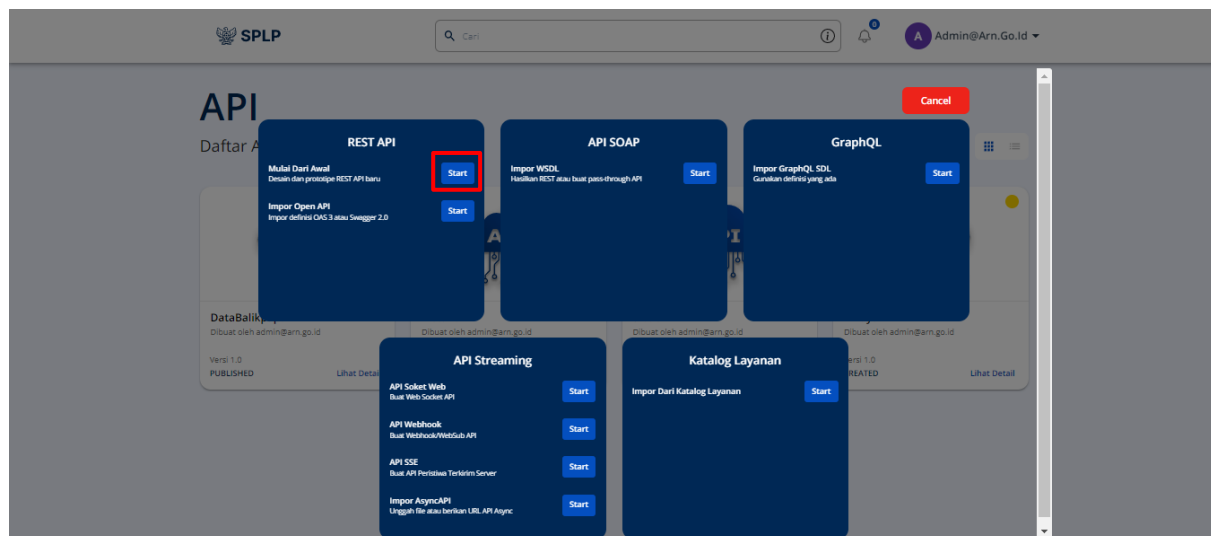 SPLP
Cari
0
A
Admin@Arn.Go.Id
API
Cancel
Daftar A
REST API
Mulai Dari Awal
Desain dan prototipe REST API baru
Start
Impor Open API
Impor definisi OAS 3 atau Swagger 2.0
Start
API SOAP
Impor WSDL
Hasilkan REST atau buat pass-through API
Start
GraphQL
Impor GraphQL SDL
Gunakan definisi yang ada
Start
DataBalik
Dibuat oleh admin@arn.go.id
Versi 1.0
PUBLISHED
Lihat Detail
Dibuat oleh admin@arn.go.id
Dibuat oleh admin@arn.go.id
Dibuat oleh admin@arn.go.id
ersi 1.0
REATED
Lihat Detail
API Streaming
API Soket Web
Buat Web Socket API
Start
API Webhook
Buat Webhook/WebSub API
Start
API SSE
Buat API Peristiwa Terkirim Server
Start
Impor AsyncAPI
Unggah file atau berikan URL API Async
Start
Katalog Layanan
Impor Dari Katalog Layanan
Start